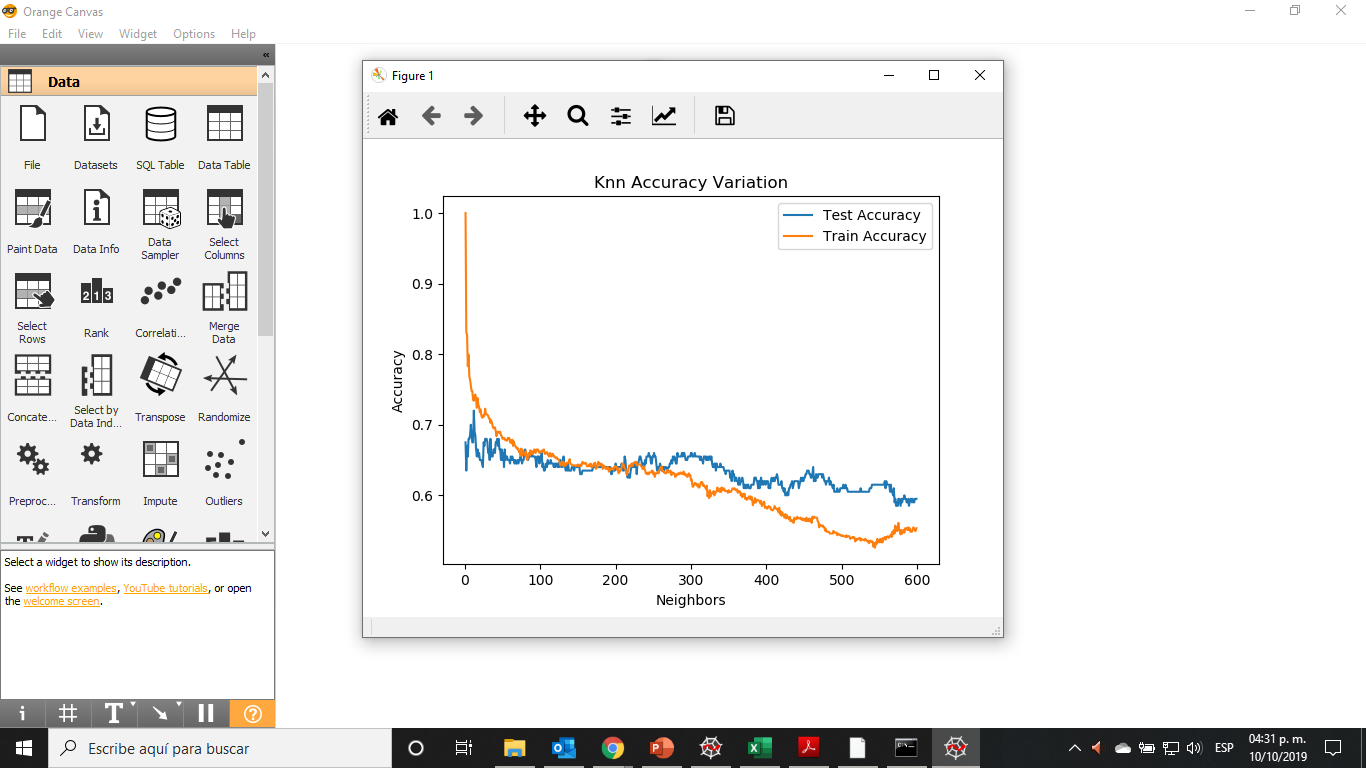 Orange Canvas
File Edit View Widget Options Help
«
Data
File Datasets SQL Table Data Table
Paint Data Data Info Data Sampler Select Columns
Select Rows Rank Correlati... Merge Data
Concate... Select by Data Ind... Transpose Randomize
Preproc... Transform Impute Outliers
Select a widget to show its description.
See workflow examples, YouTube tutorials, or open
the welcome screen.
Figure 1
Knn Accuracy Variation
Test Accuracy
Train Accuracy
1.0
0.9
0.8
0.7
0.6
Accuracy
0 100 200 300 400 500 600
Neighbors
Escribe aquí para buscar
ESP
04:31 p. m.
10/10/2019